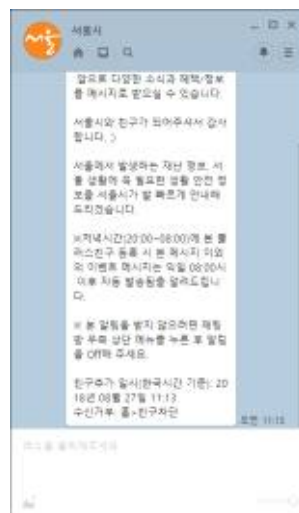 서울
서울시
앞으로 다양한 소식과 혜택/정보
를 메시지로 받으실 수 있습니다.
서울시와 친구가 되어주셔서 감사
합니다. :)
서울에서 발생하는 재난 정보, 서
울 생활에 꼭 필요한 생활 안전 정
보를 서울시가 발 빠르게 안내해
드리겠습니다.
※저녁시간(20:00~08:00)에 본 플
러스친구 등록 시 본 메시지 이외
의 이벤트 메시지는 익일 08:00시
이후 자동 발송됨을 알려드립니
다.
※ 본 알림을 받지 않으려면 채팅
방 우측 상단 메뉴를 누른 후 알림
을 off해 주세요.
친구추가 일시(한국시간 기준): 20
18년 08월 27일 11:13
수신거부: 홈>친구차단
오전 11:13